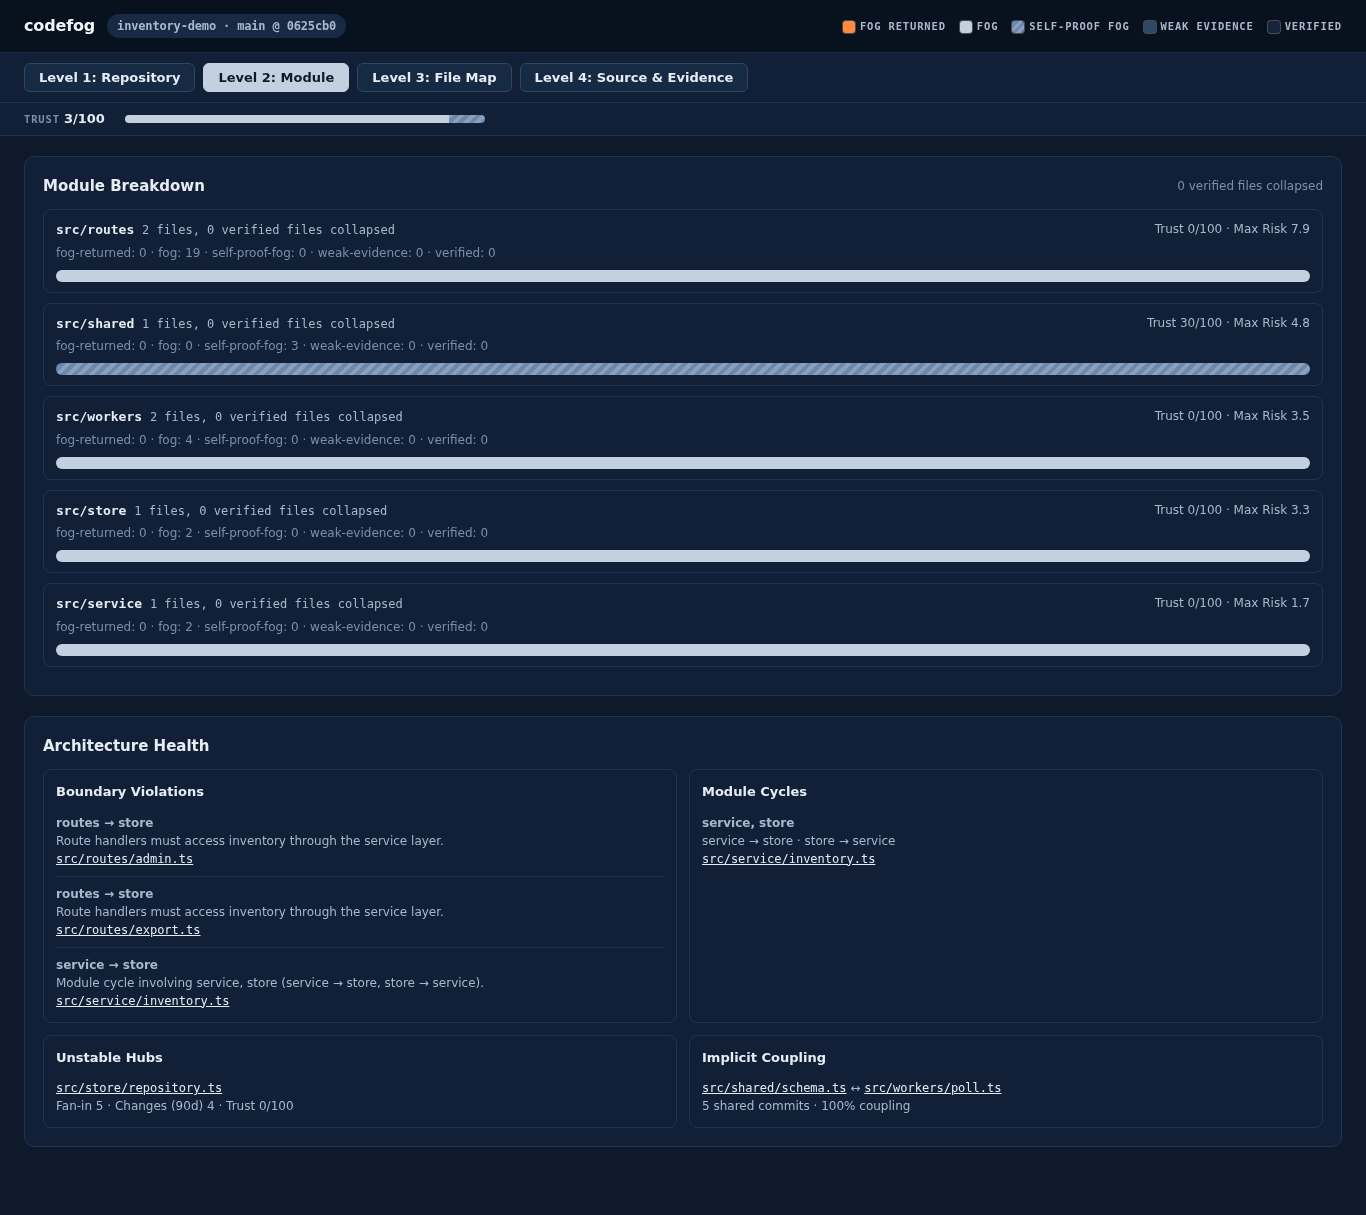 codefog
inventory-demo · main @ 0625cb0
FOG RETURNED
FOG
SELF-PROOF FOG
WEAK EVIDENCE
VERIFIED
Level 1: Repository
Level 2: Module
Level 3: File Map
Level 4: Source & Evidence
TRUST 3/100
Module Breakdown
0 verified files collapsed
src/routes 2 files, 0 verified files collapsed
Trust 0/100 · Max Risk 7.9
fog-returned: 0 · fog: 19 · self-proof-fog: 0 · weak-evidence: 0 · verified: 0
src/shared 1 files, 0 verified files collapsed
Trust 30/100 · Max Risk 4.8
fog-returned: 0 · fog: 0 · self-proof-fog: 3 · weak-evidence: 0 · verified: 0
src/workers 2 files, 0 verified files collapsed
Trust 0/100 · Max Risk 3.5
fog-returned: 0 · fog: 4 · self-proof-fog: 0 · weak-evidence: 0 · verified: 0
src/store 1 files, 0 verified files collapsed
Trust 0/100 · Max Risk 3.3
fog-returned: 0 · fog: 2 · self-proof-fog: 0 · weak-evidence: 0 · verified: 0
src/service 1 files, 0 verified files collapsed
Trust 0/100 · Max Risk 1.7
fog-returned: 0 · fog: 2 · self-proof-fog: 0 · weak-evidence: 0 · verified: 0
Architecture Health
Boundary Violations
routes → store
Route handlers must access inventory through the service layer.
src/routes/admin.ts
routes → store
Route handlers must access inventory through the service layer.
src/routes/export.ts
service → store
Module cycle involving service, store (service → store, store → service).
src/service/inventory.ts
Module Cycles
service, store
service → store · store → service
src/service/inventory.ts
Unstable Hubs
src/store/repository.ts
Fan-in 5 · Changes (90d) 4 · Trust 0/100
Implicit Coupling
src/shared/schema.ts ↔ src/workers/poll.ts
5 shared commits · 100% coupling